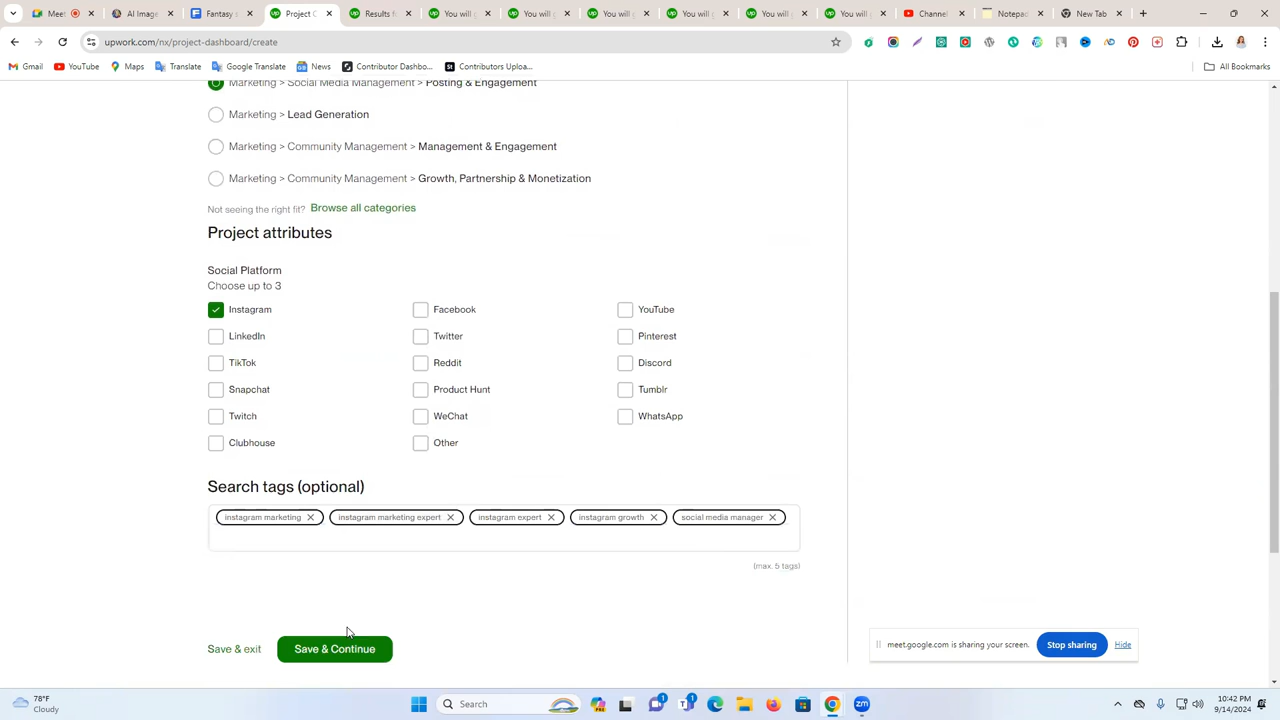 Meet
Image
Fantasy
Project C
Results fo
You will g
You will g
You will g
You will g
You will g
You will g
Channel
Notepad
New Tab
upwork.com/nx/project-dashboard/create
Gmail
YouTube
Maps
Translate
Google Translate
News
Contributor Dashbo...
Contributors Uploa...
All Bookmarks
Marketing > Social Media Management > Posting & Engagement
Marketing > Lead Generation
Marketing > Community Management > Management & Engagement
Marketing > Community Management > Growth, Partnership & Monetization
Not seeing the right fit? Browse all categories
Project attributes
Social Platform
Choose up to 3
Instagram
Facebook
YouTube
LinkedIn
Twitter
Pinterest
TikTok
Reddit
Discord
Snapchat
Product Hunt
Tumblr
Twitch
WeChat
WhatsApp
Clubhouse
Other
Search tags (optional)
instagram marketing
instagram marketing expert
instagram expert
instagram growth
social media manager
(max. 5 tags)
Save & exit
Save & Continue
meet.google.com is sharing your screen.
Stop sharing
Hide
78°F
Cloudy
Search
10:42 PM
9/14/2024